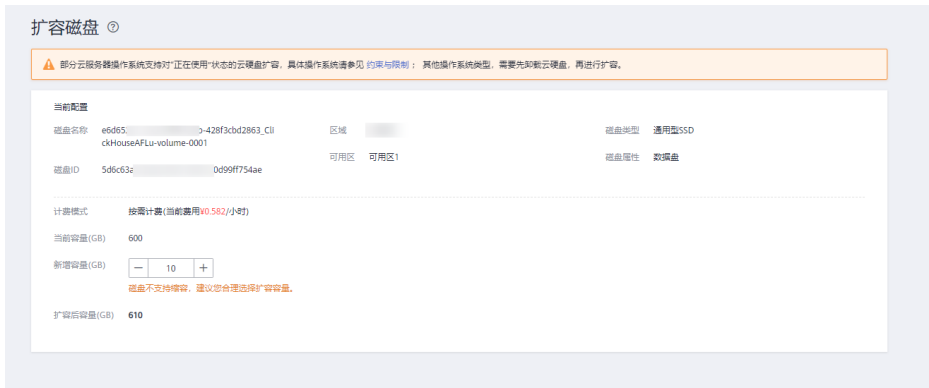 扩容磁盘
部分云服务器操作系统支持对“正在使用”状态的云硬盘扩容，具体操作系统请参见 约束与限制 ； 其他操作系统类型，需要先卸载云硬盘，再进行扩容。
当前配置
磁盘名称 e6d65 -428f3cbd2863_Cli 区域 磁盘类型 通用型SSD
ckHouseAFLu-volume-0001
可用区 可用区1 磁盘属性 数据盘
磁盘ID 5d6c63a 0d99ff754ae
计费模式 按需计费(当前费用¥0.582/小时)
当前容量(GB) 600
新增容量(GB) 10
磁盘不支持缩容，建议您合理选择扩容容量。
扩容后容量(GB) 610